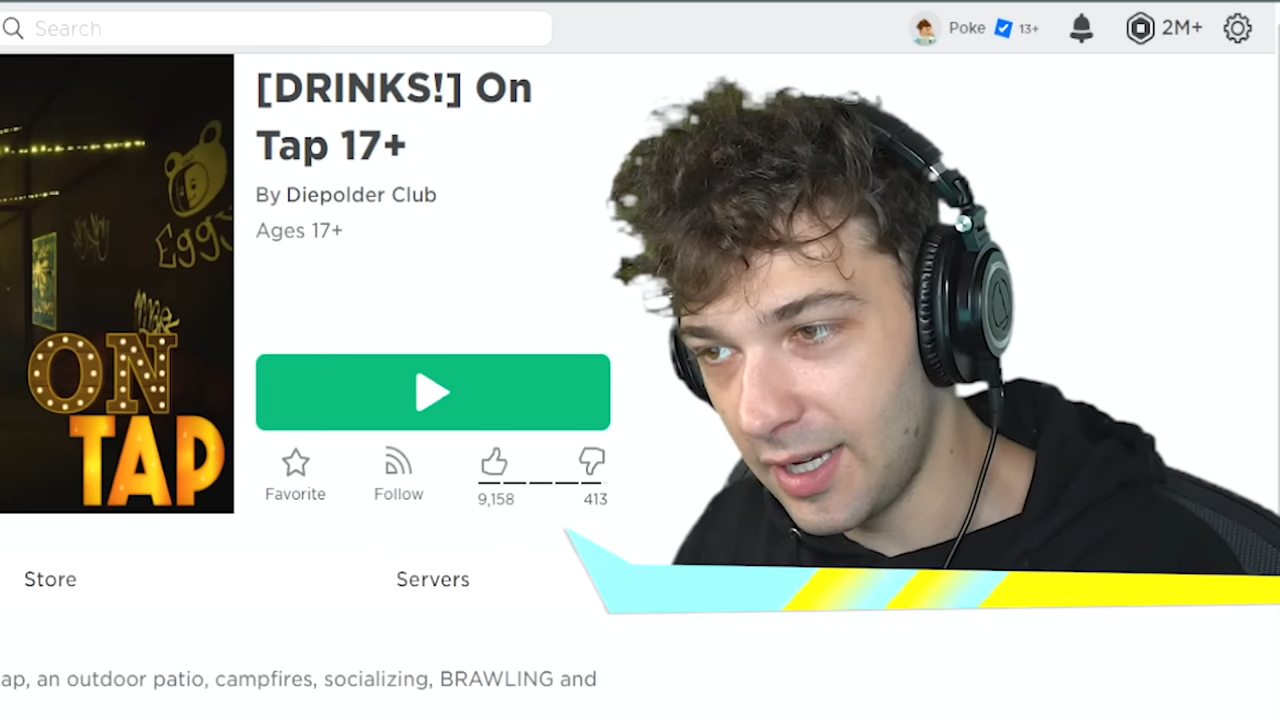 Search
Poke 13+
2M+
[DRINKS!] On
Tap 17+
By Diepolder Club
Ages 17+
Eggs
ON
TAP
Favorite
Follow
9,158
413
Store
Servers
ap, an outdoor patio, campfires, socializing, BRAWLING and